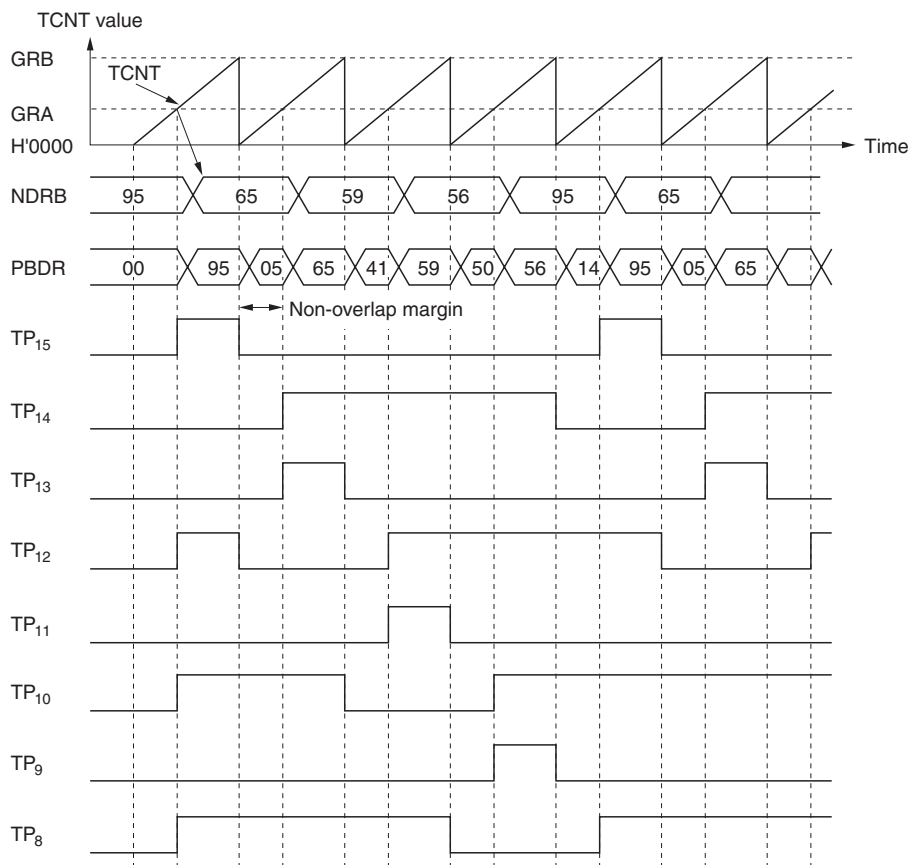 TCNT value
GRB
TCNT
GRA
H'0000
Time
NDRB 95 65 59 56 95 65
PBDR 00 95 05 65 41 59 50 56 14 95 05 65
Non-overlap margin
TP15
TP14
TP13
TP12
TP11
TP10
TP9
TP8